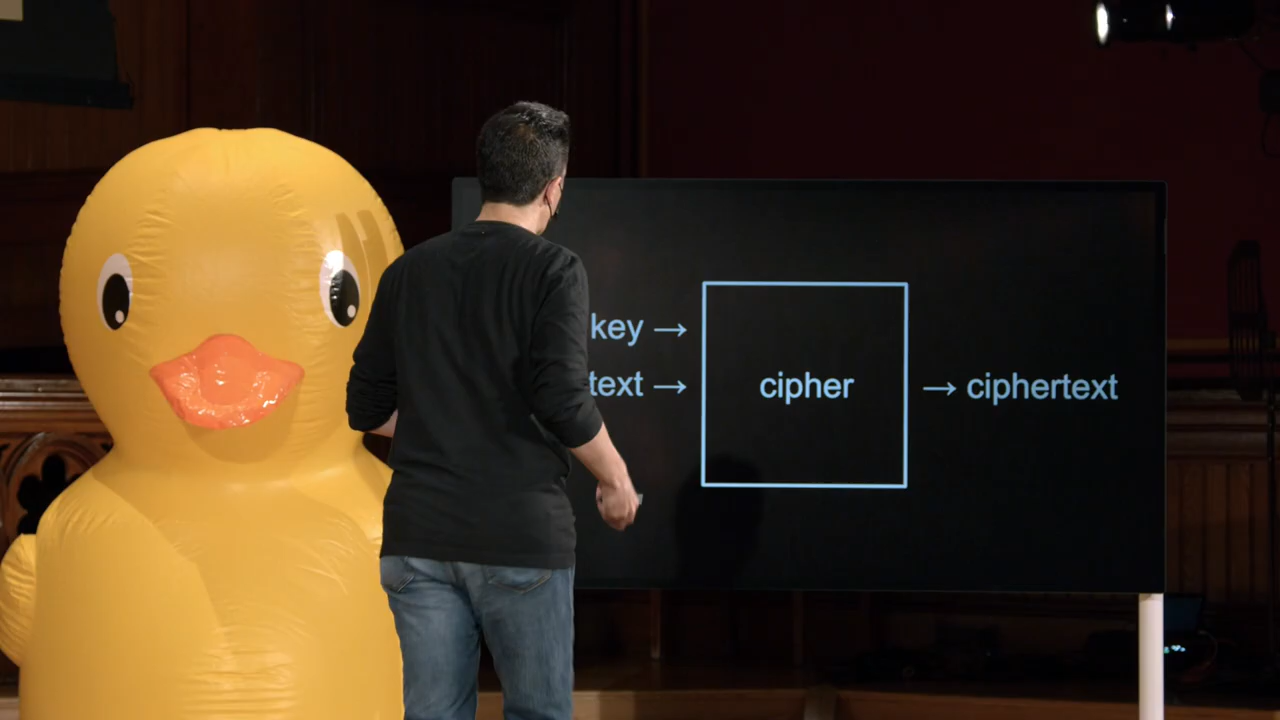 key →
text → cipher → ciphertext